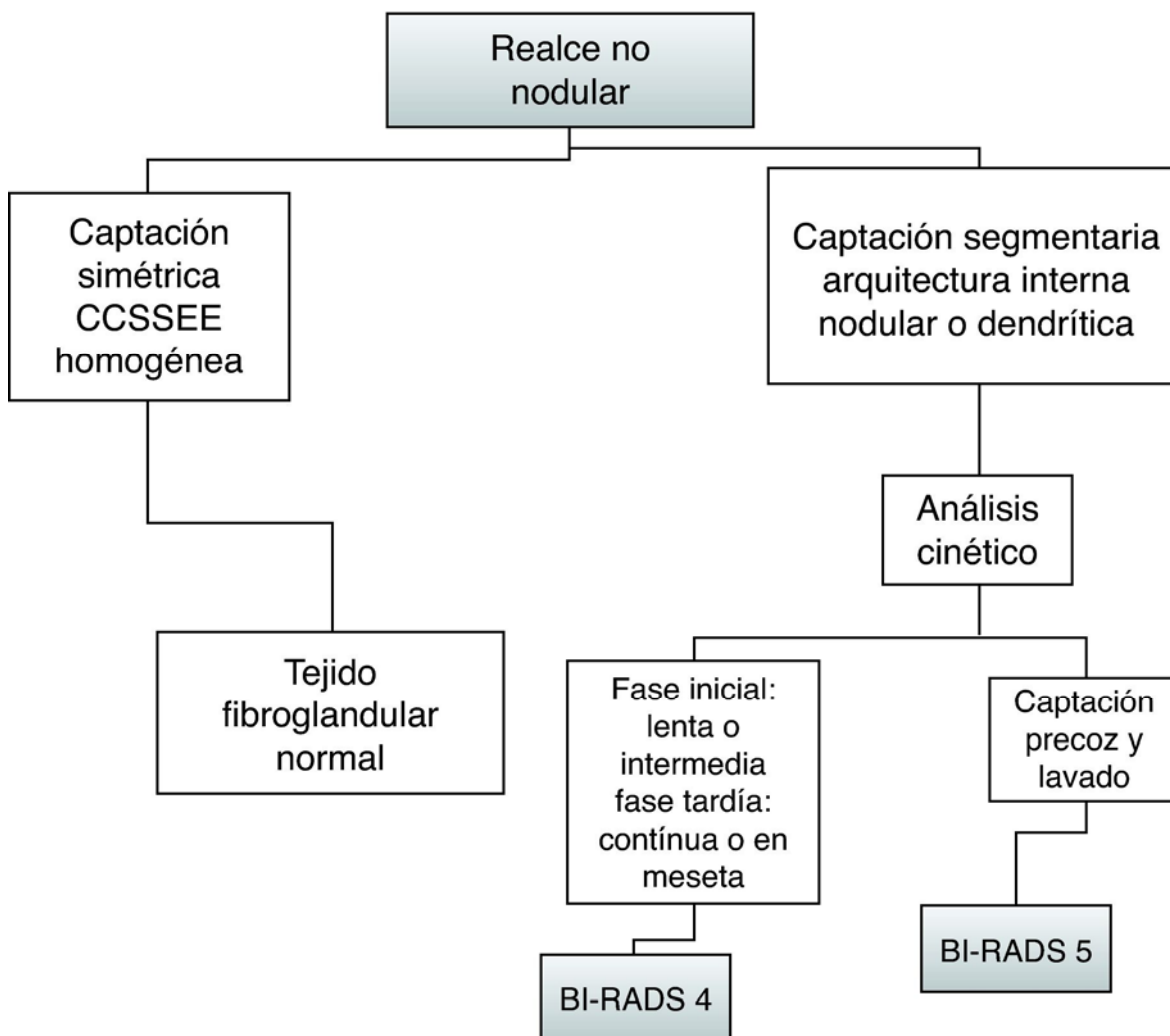 Realce no
nodular
Captación
simétrica
CCSSEE
homogénea
Captación segmentaria
arquitectura interna
nodular o dendrítica
Análisis
cinético
Tejido
fibroglandular
normal
Fase inicial:
lenta o
intermedia
fase tardía:
contínua o en
meseta
Captación
precoz y
lavado
BI-RADS 4
BI-RADS 5